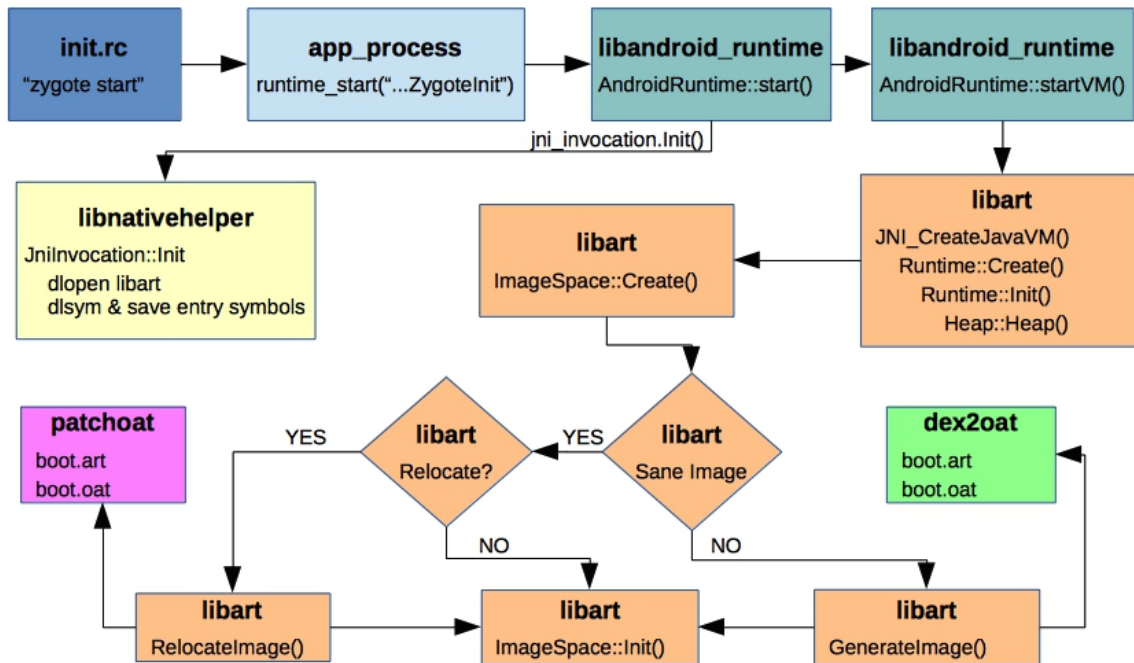 init.rc
“zygote start”
app_process
runtime_start(“...ZygoteInit”)
libandroid_runtime
AndroidRuntime::start()
libandroid_runtime
AndroidRuntime::startVM()
jni_invocation.Init()
libnativehelper
JniInvocation::Init
dlopen libart
dlsym & save entry symbols
libart
ImageSpace::Create()
libart
JNI_CreateJavaVM()
Runtime::Create()
Runtime::Init()
Heap::Heap()
patchoat
boot.art
boot.oat
YES
libart
Relocate?
YES
libart
Sane Image
dex2oat
boot.art
boot.oat
NO
NO
libart
RelocateImage()
libart
ImageSpace::Init()
libart
GenerateImage()